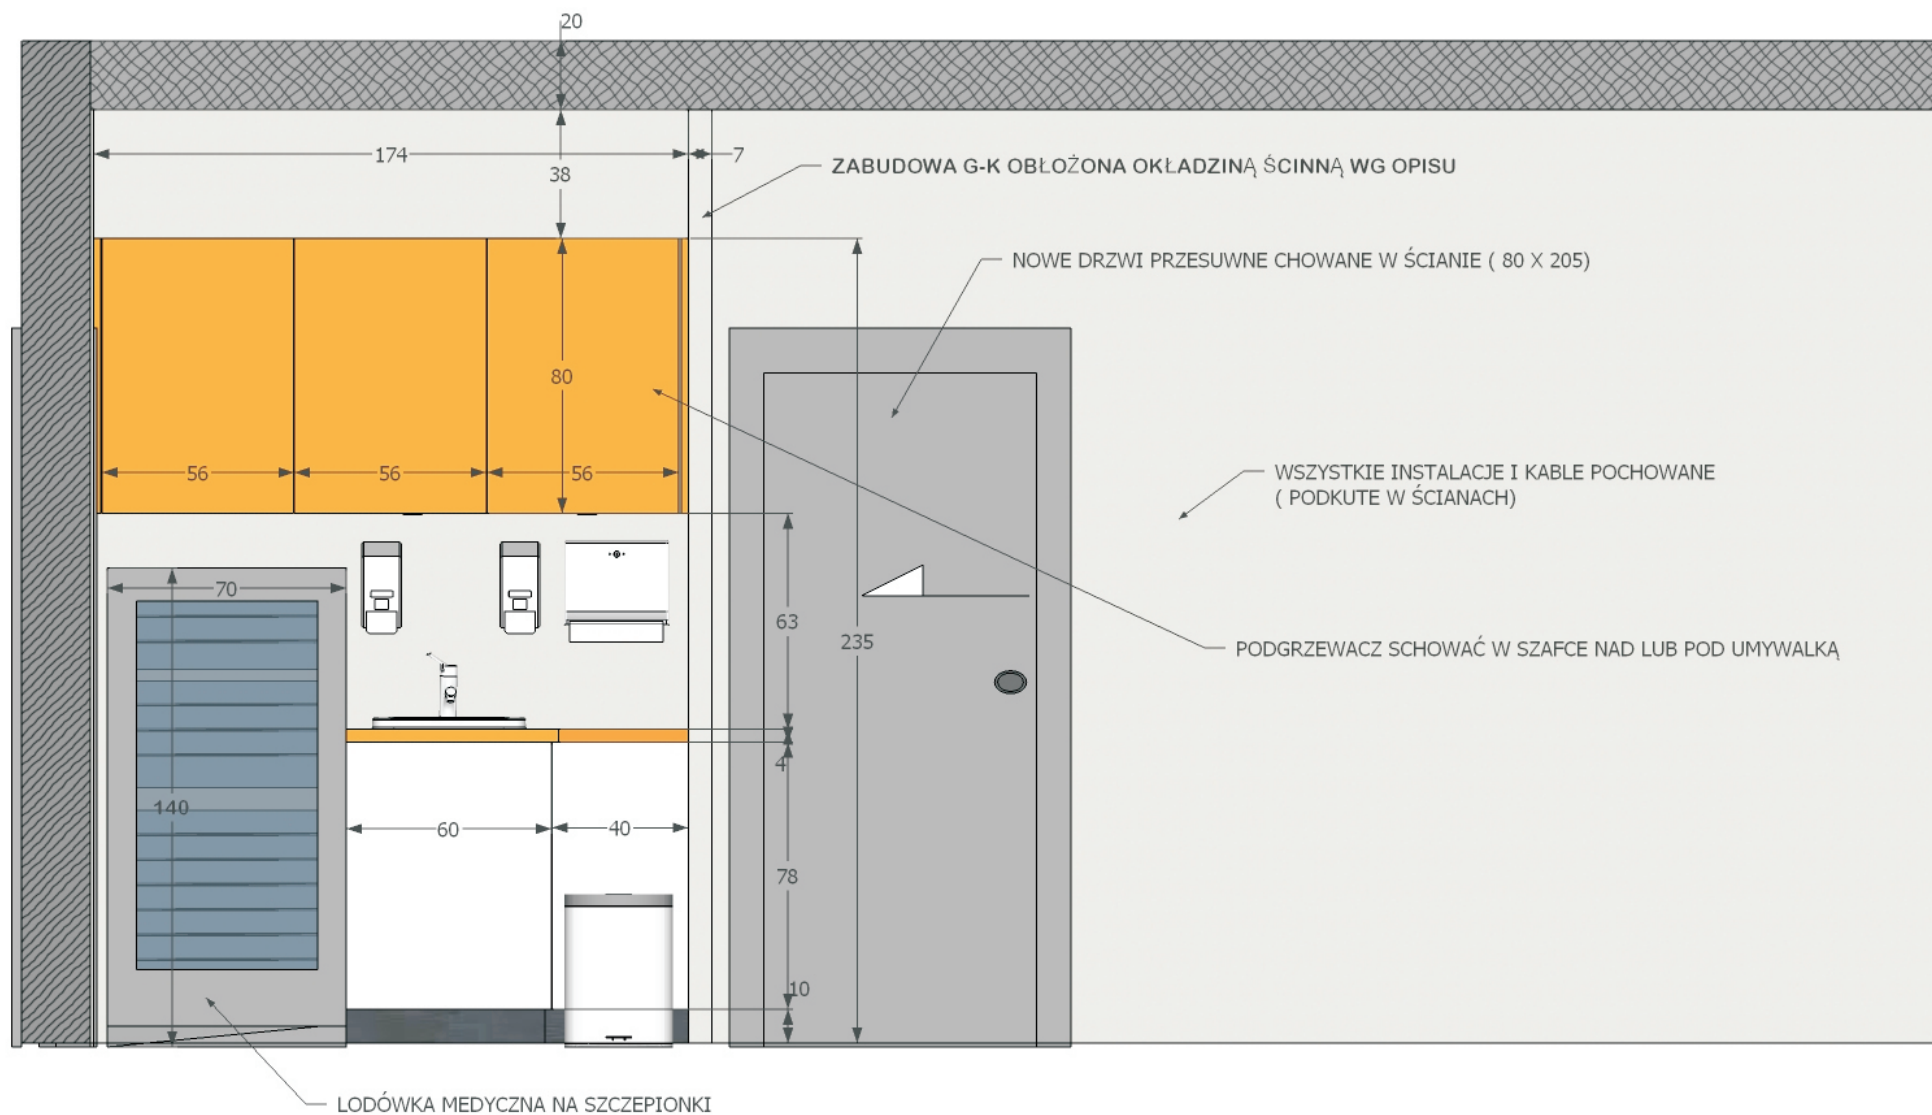 20
174
7
38
ZABUDOWA G-K OBŁOŻONA OKŁADZINĄ ŚCINNĄ WG OPISU
NOWE DRZWI PRZESUWNE CHOWANE W ŚCIANIE ( 80 X 205)
80
56
56
56
WSZYSTKIE INSTALACJE I KABLE POCHOWANE
( PODKUTE W ŚCIANACH)
70
63
235
PODGRZEWACZ SCHOWAĆ W SZAFCE NAD LUB POD UMYWALKĄ
4
140
60
40
78
10
LODÓWKA MEDYCZNA NA SZCZEPIONKI